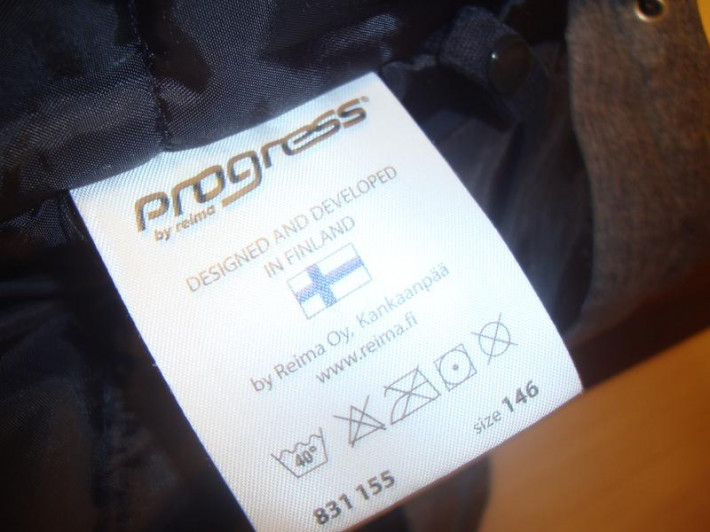 progress®
by reima
DESIGNED AND DEVELOPED
IN FINLAND
by Reima Oy, Kankaanpää
www.reima.fi
40°
size 146
831 155